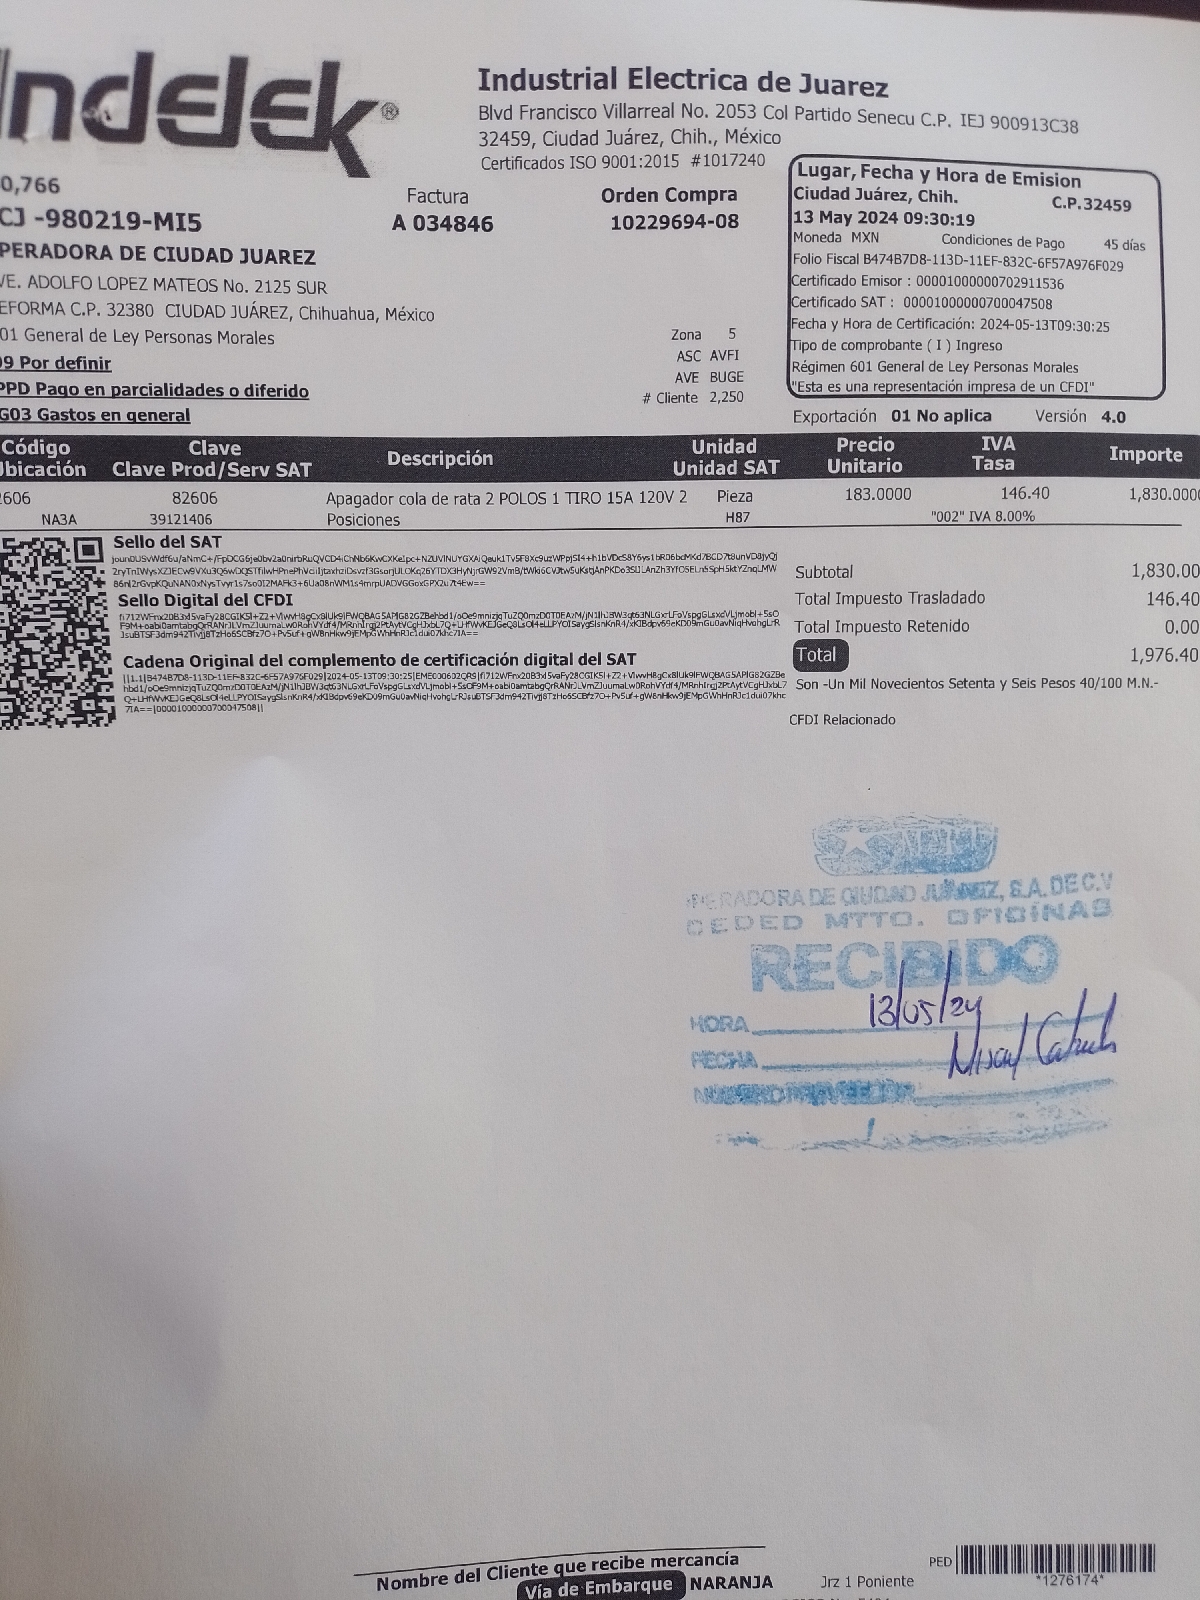 Indelek®
Industrial Electrica de Juarez
Blvd Francisco Villarreal No. 2053 Col Partido Senecu C.P. IEJ 900913C38
32459, Ciudad Juárez, Chih., México
Certificados ISO 9001:2015 #1017240
0,766
CJ -980219-MI5
Factura
A 034846
Orden Compra
10229694-08
PERADORA DE CIUDAD JUAREZ
VE. ADOLFO LOPEZ MATEOS No. 2125 SUR
EFORMA C.P. 32380 CIUDAD JUÁREZ, Chihuahua, México
01 General de Ley Personas Morales
99 Por definir
PPD Pago en parcialidades o diferido
G03 Gastos en general
Zona 5
ASC AVFI
AVE BUGE
# Cliente 2,250
Lugar, Fecha y Hora de Emision
Ciudad Juárez, Chih. C.P.32459
13 May 2024 09:30:19
Moneda MXN Condiciones de Pago 45 días
Folio Fiscal B474B7D8-113D-11EF-832C-6F57A976F029
Certificado Emisor : 00001000000702911536
Certificado SAT : 00001000000700047508
Fecha y Hora de Certificación: 2024-05-13T09:30:25
Tipo de comprobante ( I ) Ingreso
Régimen 601 General de Ley Personas Morales
"Esta es una representación impresa de un CFDI"
Exportación 01 No aplica Versión 4.0
Código Clave Descripción Unidad Precio IVA Importe
Ubicación Clave Prod/Serv SAT Unidad SAT Unitario Tasa
2606 82606 Apagador cola de rata 2 POLOS 1 TIRO 15A 120V 2 Pieza 183.0000 146.40 1,830.0000
NA3A 39121406 Posiciones H87 "002" IVA 8.00%
Sello del SAT
Sello Digital del CFDI
Cadena Original del complemento de certificación digital del SAT
7IA==|00001000000700047508||
Subtotal 1,830.00
Total Impuesto Trasladado 146.40
Total Impuesto Retenido 0.00
Total 1,976.40
Son -Un Mil Novecientos Setenta y Seis Pesos 40/100 M.N.-
CFDI Relacionado
PERADORA DE CIUDAD JUAREZ, S.A. DE C.V
CEDED MTTO. OFICINAS
RECIBIDO
HORA 13/05/24
FECHA
NUMERO PROVEEDOR
Nombre del Cliente que recibe mercancía
Vía de Embarque NARANJA
Jrz 1 Poniente
PED
*1276174*